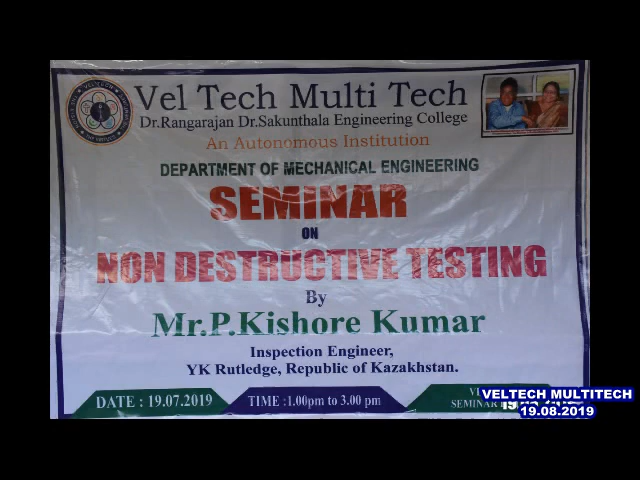 Vel Tech Multi Tech
Dr.Rangarajan Dr.Sakunthala Engineering College
An Autonomous Institution
DEPARTMENT OF MECHANICAL ENGINEERING
SEMINAR
ON
NON DESTRUCTIVE TESTING
By
Mr.P.Kishore Kumar
Inspection Engineer,
YK Rutledge, Republic of Kazakhstan.
DATE : 19.07.2019
TIME :1.00pm to 3.00 pm
SEMINAR
VELTECH MULTITECH
19.08.2019